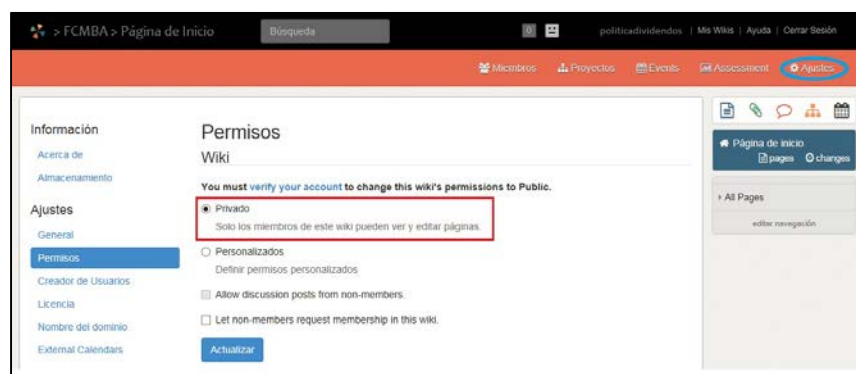 > FCMBA > Página de Inicio
Búsqueda
0
politicadividendos | Mis Wikis | Ayuda | Cerrar Sesión
Miembros
Proyectos
Events
Assessment
Ajustes
Información
Acerca de
Almacenamiento
Ajustes
General
Permisos
Creador de Usuarios
Licencia
Nombre del dominio
External Calendars
Permisos
Wiki
You must verify your account to change this wiki's permissions to Public.
Privado
Solo los miembros de este wiki pueden ver y editar páginas.
Personalizados
Definir permisos personalizados
Allow discussion posts from non-members.
Let non-members request membership in this wiki.
Actualizar
Página de inicio
pages changes
All Pages
editar navegación